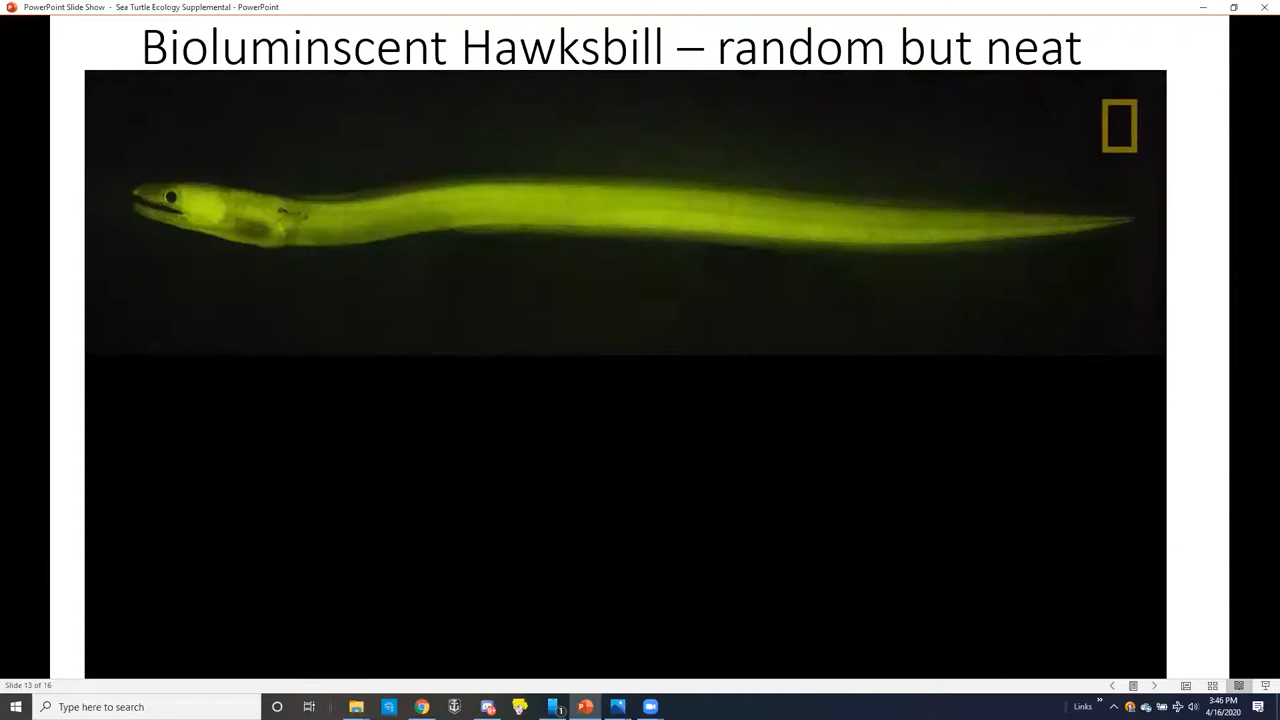 PowerPoint Slide Show - Sea Turtle Ecology Supplemental - PowerPoint
Bioluminscent Hawksbill – random but neat
Slide 13 of 16
Type here to search
1
Links
3:46 PM
4/16/2020